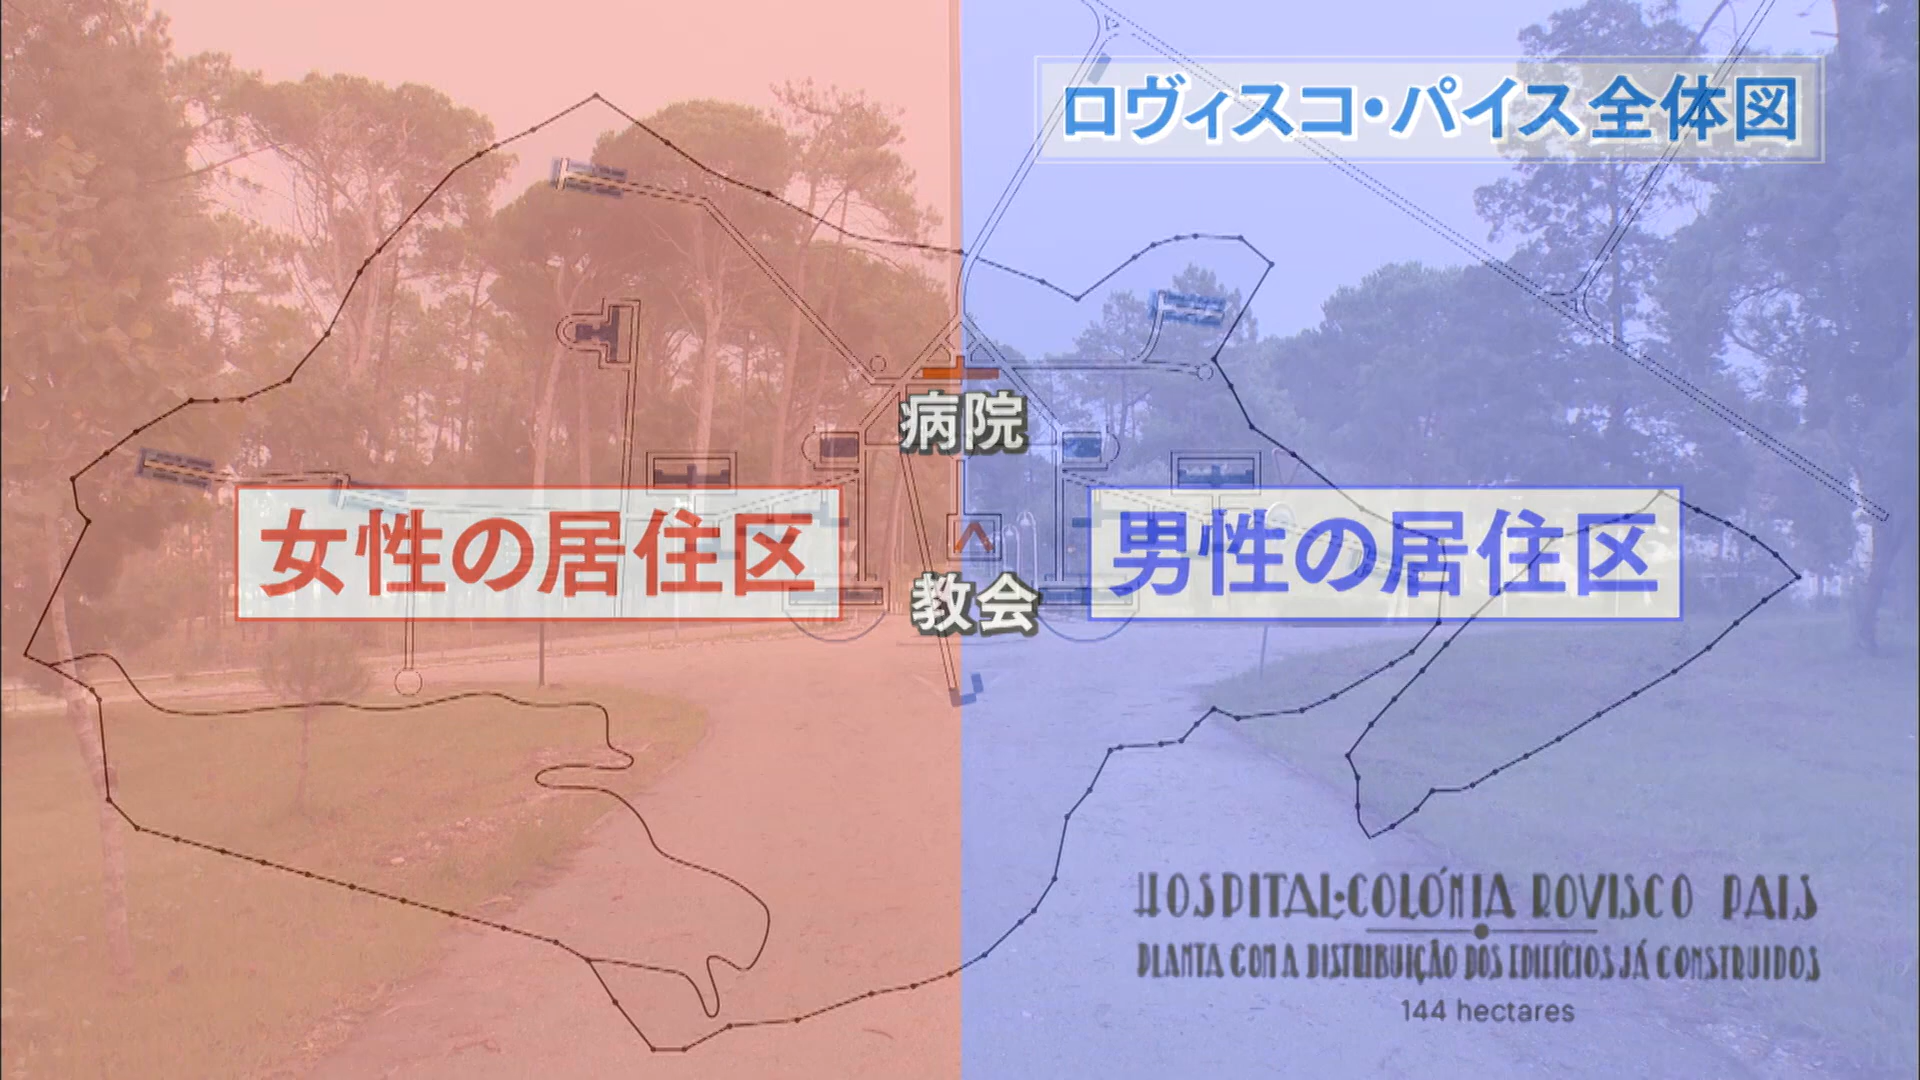 ロヴィスコ・パイス全体図
病院
女性の居住区
男性の居住区
教会
HOSPITAL-COLÓNIA ROVISCO PAIS
PLANTA COM A DISTRIBUIÇÃO DOS EDIFÍCIOS JÁ CONSTRUIDOS
144 hectares